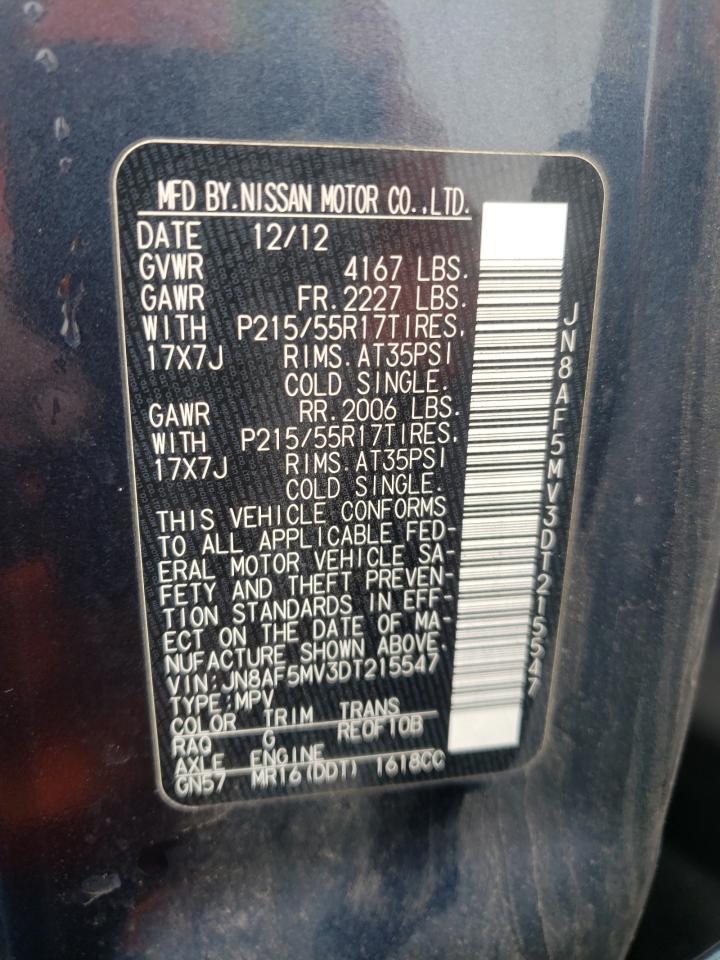 MFD BY.NISSAN MOTOR CO.,LTD.
DATE 12/12
GVWR 4167 LBS.
GAWR FR.2227 LBS.
WITH P215/55R17TIRES,
17X7J RIMS.AT35PSI
COLD SINGLE.
GAWR RR.2006 LBS.
WITH P215/55R17TIRES,
17X7J RIMS.AT35PSI
COLD SINGLE.
THIS VEHICLE CONFORMS
TO ALL APPLICABLE FED-
ERAL MOTOR VEHICLE SA-
FETY AND THEFT PREVEN-
TION STANDARDS IN EFF-
ECT ON THE DATE OF MA-
NUFACTURE SHOWN ABOVE.
VIN:JN8AF5MV3DT215547
TYPE:MPV
COLOR TRIM TRANS
RAQ G RE0F10B
AXLE ENGINE
GN57 MR16(DDT) 1618CC
JN8AF5MV3DT215547